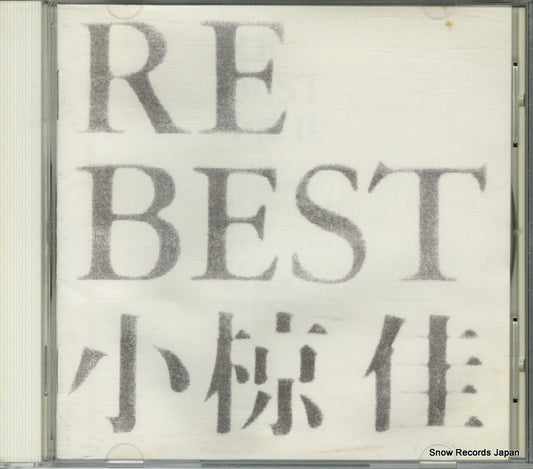 RE
BEST
小椋佳
Snow Records Japan